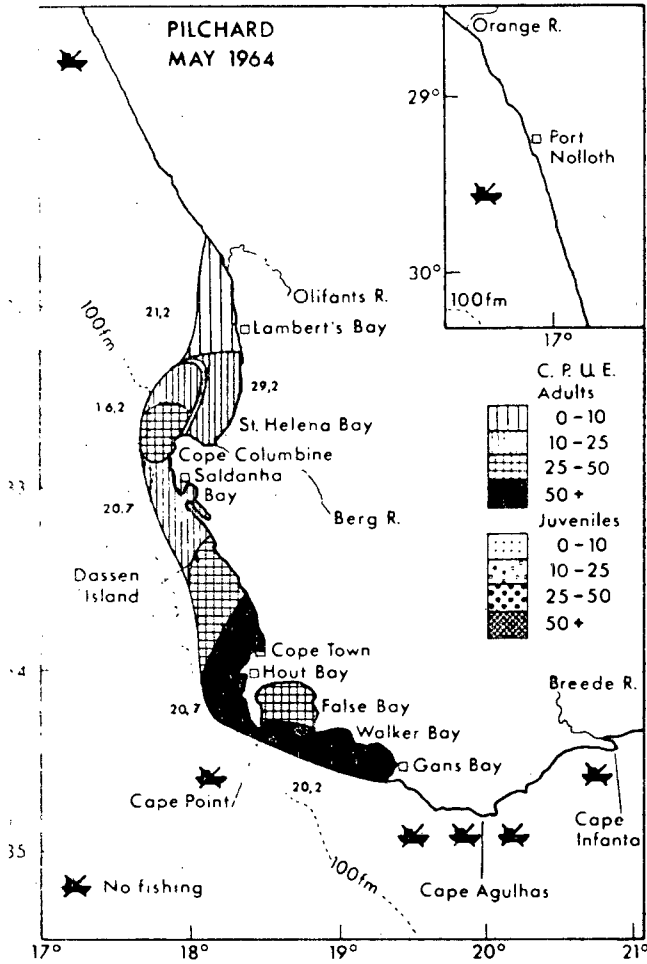 PILCHARD
MAY 1964
Orange R.
29°
Port
Nolloth
30°
100fm
17°
Olifants R.
21,2
100fm
Lambert's Bay
29,2
16,2
St. Helena Bay
Cape Columbine
Saldanha
Bay
33
20,7
Berg R.
Dassen
Island
C. P. U. E.
Adults
0-10
10-25
25-50
50+
Juveniles
0-10
10-25
25-50
50+
Cope Town
4
Hout Bay
False Bay
Breede R.
20,7
Walker Bay
Gans Bay
20,2
Cape Point
Cape
Infanta
35
100fm
No fishing
Cape Agulhas
17°
18°
19°
20°
21°